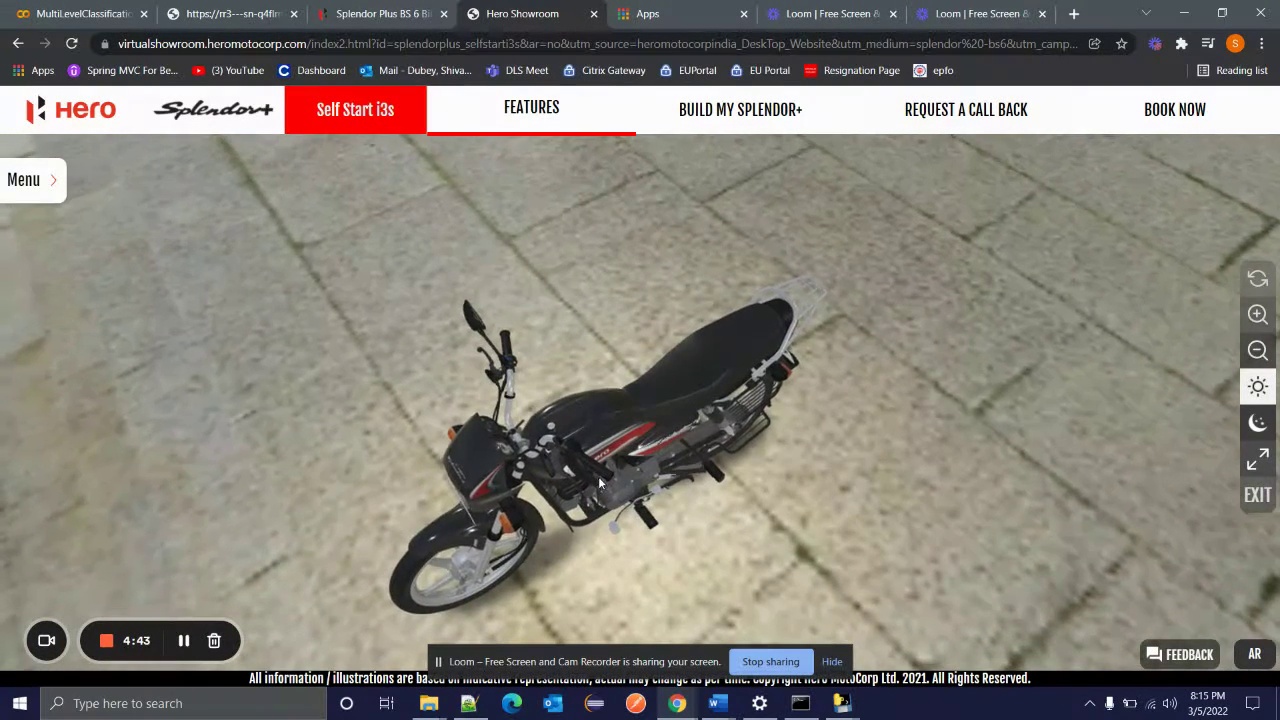 MultiLevelClassificatio
https://rr3---sn-q4flrn
Splendor Plus BS 6 Bi
Hero Showroom
Apps
Loom | Free Screen &
Loom | Free Screen &
virtualshowroom.heromotocorp.com/index2.html?id=splendorplus_selfstarti3s&at=no&utm_source=heromotocorpindia_DeskTop_Website&utm_medium=splendor%20-bs6&utm_camp...
S
Apps
Spring MVC For Be...
(3) YouTube
Dashboard
Mail - Dubey, Shiva...
DLS Meet
Citrix Gateway
EUPortal
EU Portal
Resignation Page
epfo
Reading list
Hero
Splendor+
Self Start i3s
FEATURES
BUILD MY SPLENDOR+
REQUEST A CALL BACK
BOOK NOW
Menu
EXIT
4:43
Loom – Free Screen and Cam Recorder is sharing your screen.
Stop sharing
Hide
FEEDBACK
AR
All information / illustrations are based on indicative representation, actual may change as per time. Copyright Hero MotoCorp Ltd. 2021. All Rights Reserved.
Type here to search
8:15 PM
3/5/2022